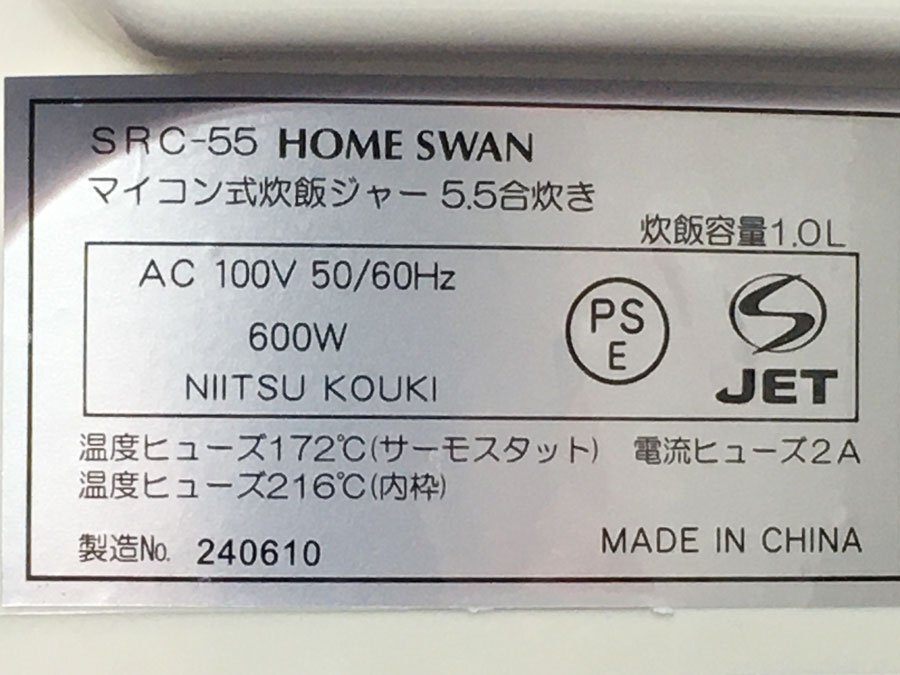 SRC-55 HOME SWAN
マイコン式炊飯ジャー 5.5合炊き
炊飯容量1.0L
AC 100V 50/60Hz
600W
NIITSU KOUKI
PS
E
JET
温度ヒューズ172℃(サーモスタット) 電流ヒューズ2A
温度ヒューズ216℃(内枠)
製造No. 240610
MADE IN CHINA